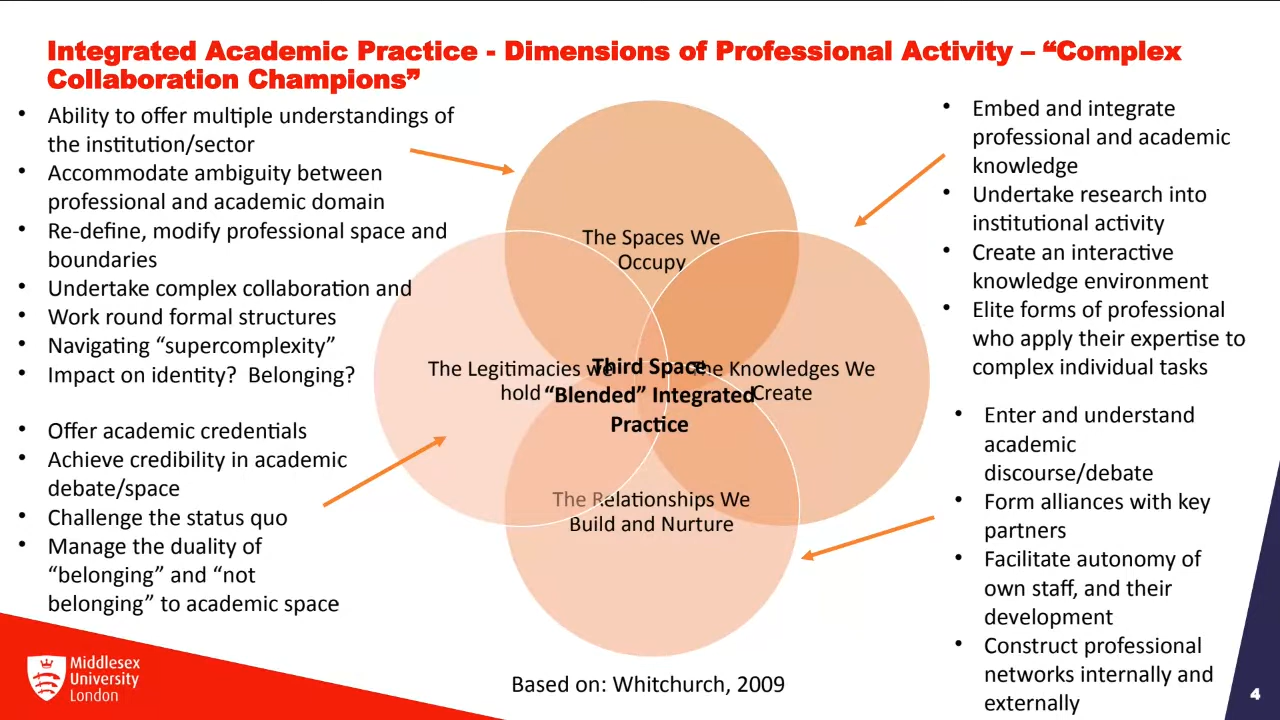 Integrated Academic Practice - Dimensions of Professional Activity – “Complex
Collaboration Champions”
• Ability to offer multiple understandings of
the institution/sector
• Accommodate ambiguity between
professional and academic domain
• Re-define, modify professional space and
boundaries
• Undertake complex collaboration and
• Work round formal structures
• Navigating “supercomplexity”
• Impact on identity? Belonging?
• Offer academic credentials
• Achieve credibility in academic
debate/space
• Challenge the status quo
• Manage the duality of
“belonging” and “not
belonging” to academic space
The Spaces We
Occupy
The Legitimacies we
hold
Third Space
“Blended” Integrated
Practice
The Knowledges We
Create
The Relationships We
Build and Nurture
• Embed and integrate
professional and academic
knowledge
• Undertake research into
institutional activity
• Create an interactive
knowledge environment
• Elite forms of professional
who apply their expertise to
complex individual tasks
• Enter and understand
academic
discourse/debate
• Form alliances with key
partners
• Facilitate autonomy of
own staff, and their
development
• Construct professional
networks internally and
externally
Based on: Whitchurch, 2009
Middlesex
University
London
4